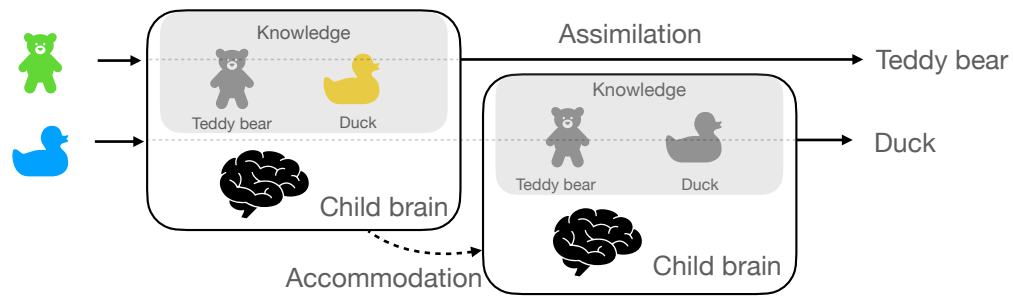 Knowledge
Teddy bear
Duck
Child brain
Assimilation
Teddy bear
Accommodation
Knowledge
Teddy bear
Duck
Child brain
Duck